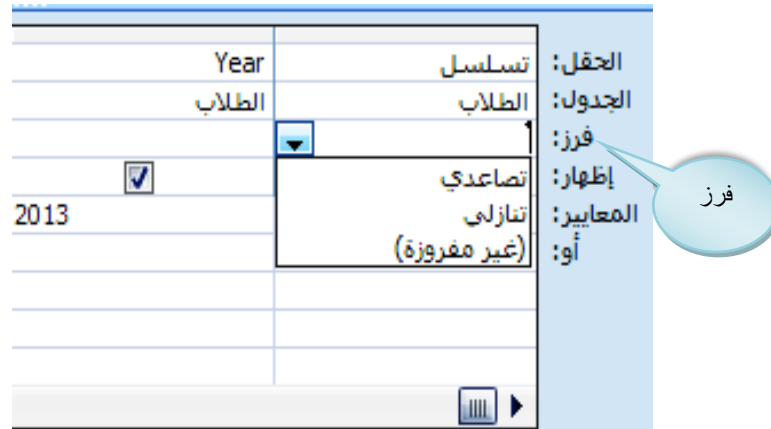 الحقل: تسلسل Year
الجدول: الطلاب الطلاب
فرز:
إظهار: تصاعدي
المعايير: تنازلي 2013
أو: (غير مفروزة)
فرز